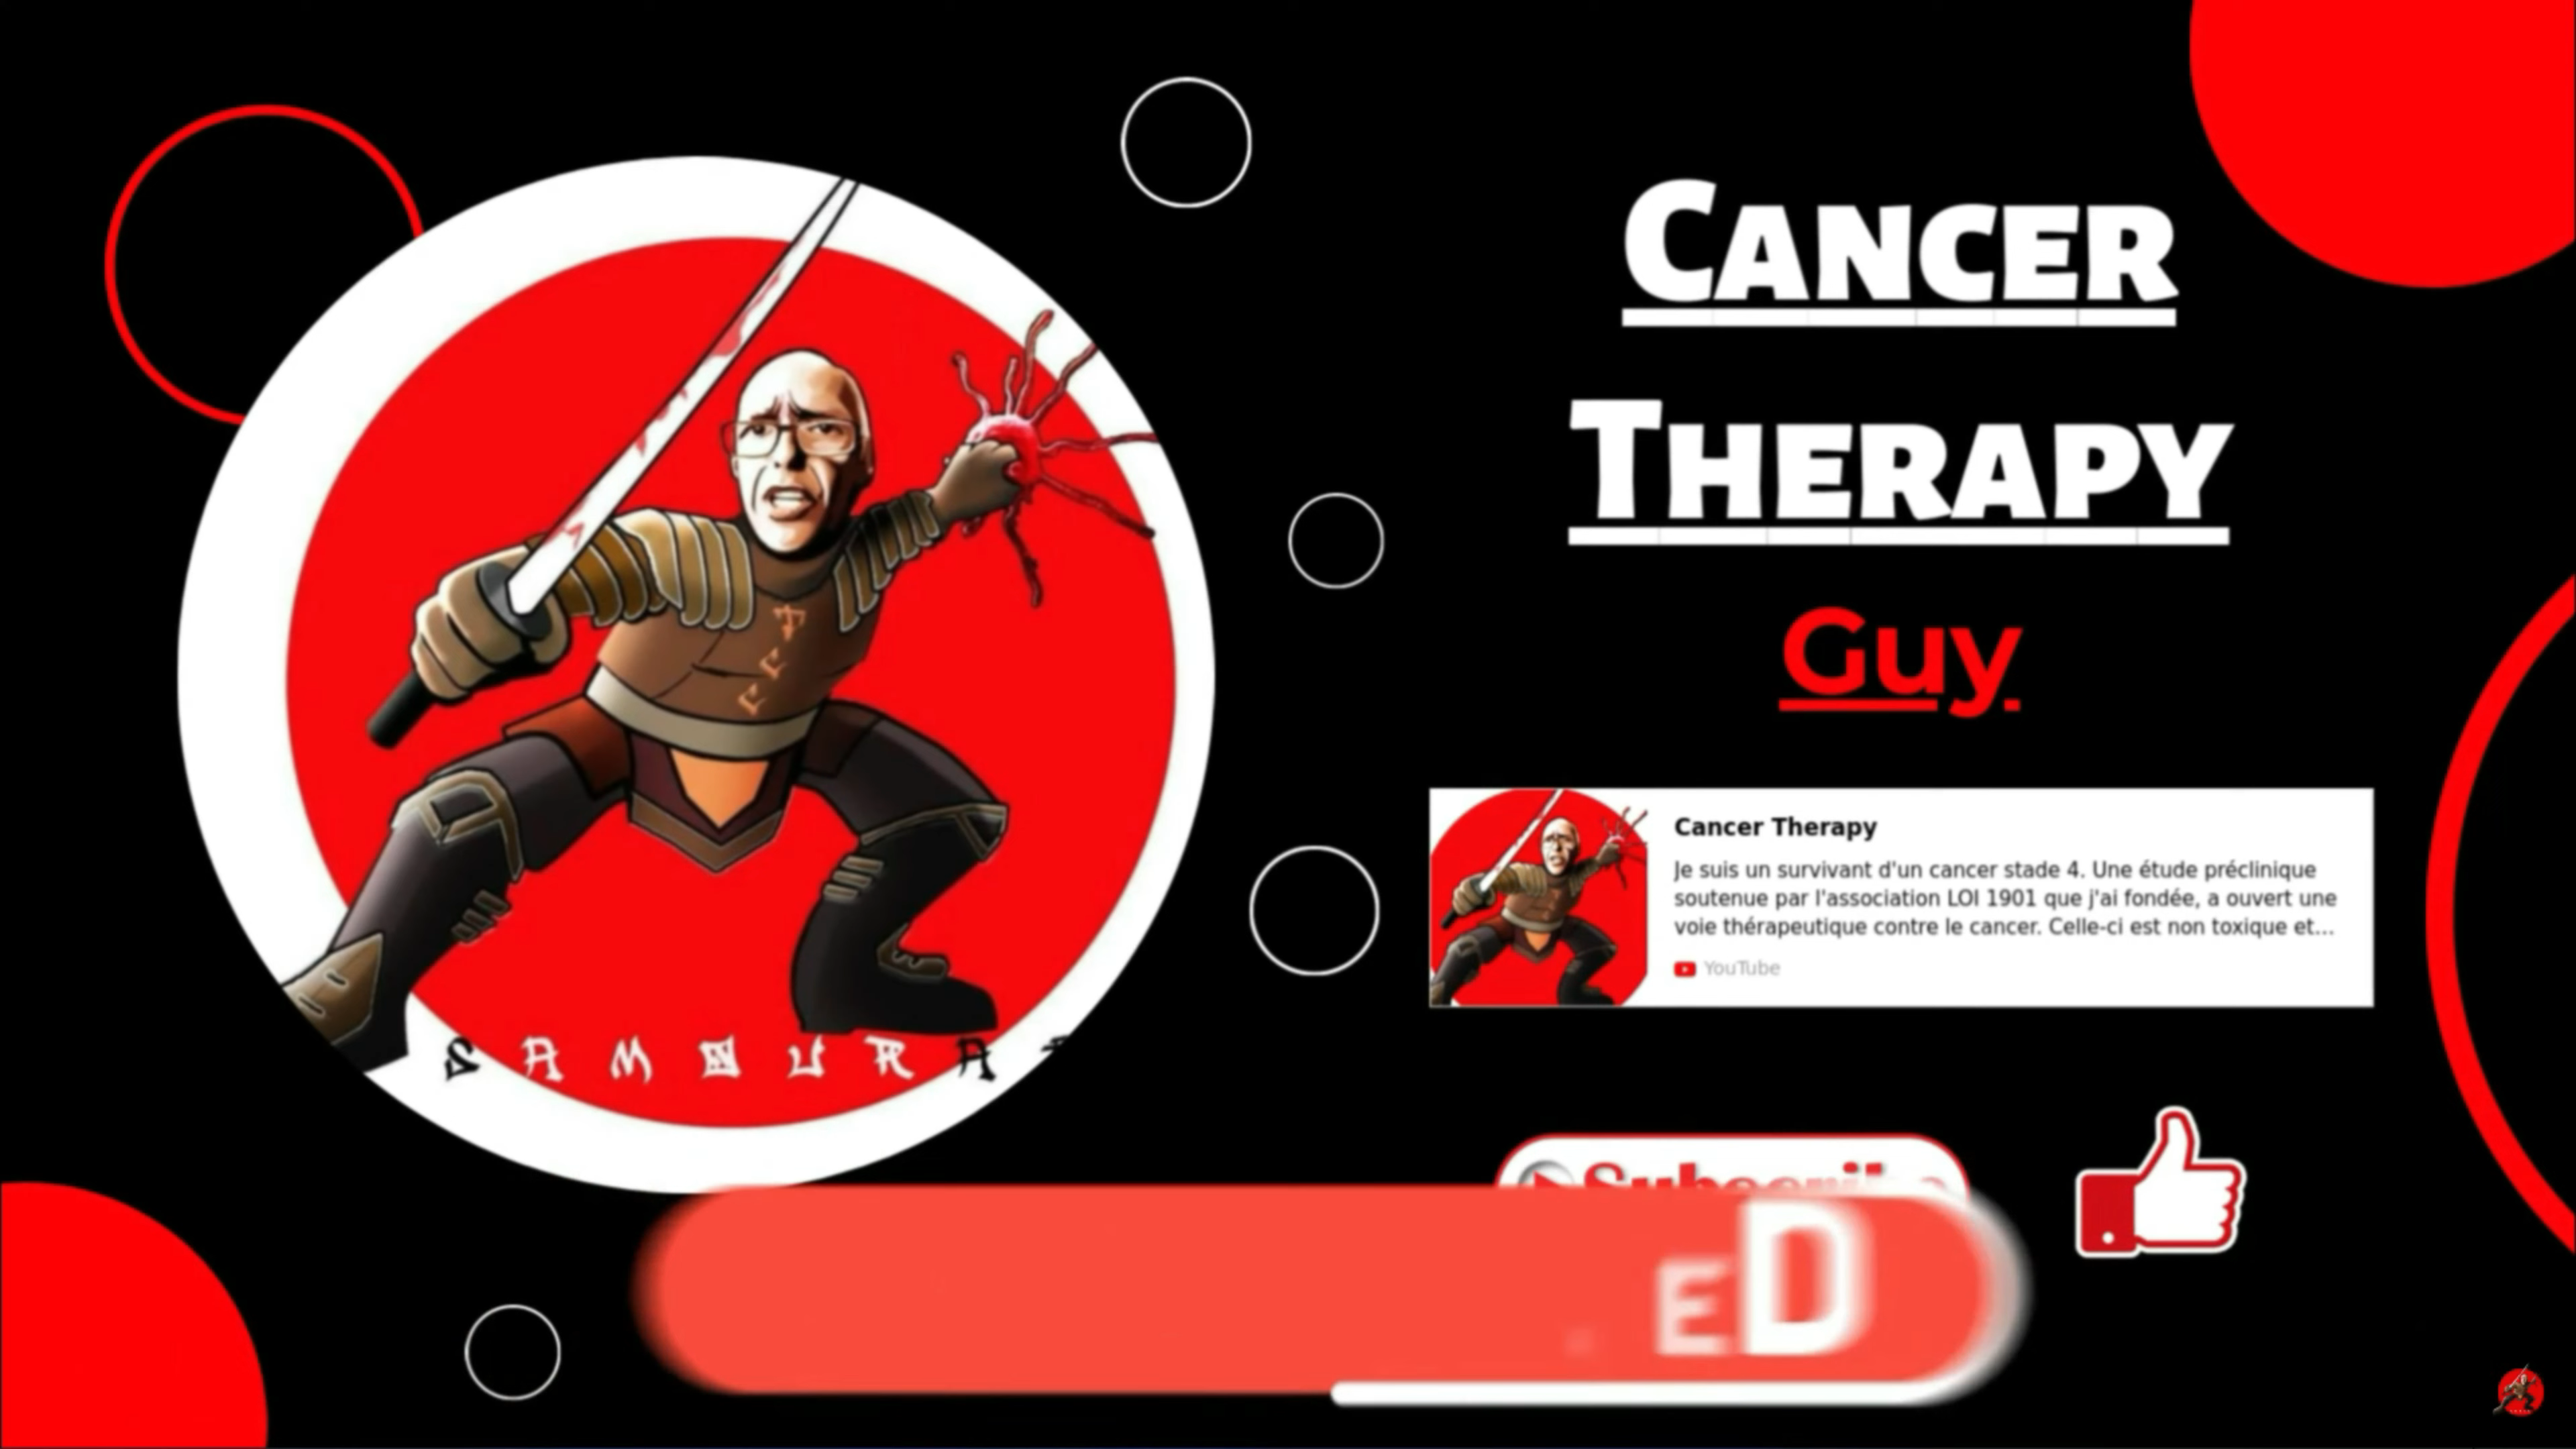 Cancer
Therapy
Guy
Cancer Therapy
Je suis un survivant d'un cancer stade 4. Une étude préclinique
soutenue par l'association LOI 1901 que j'ai fondée, a ouvert une
voie thérapeutique contre le cancer. Celle-ci est non toxique et...
YouTube
T
C
C
Subscribe
ED